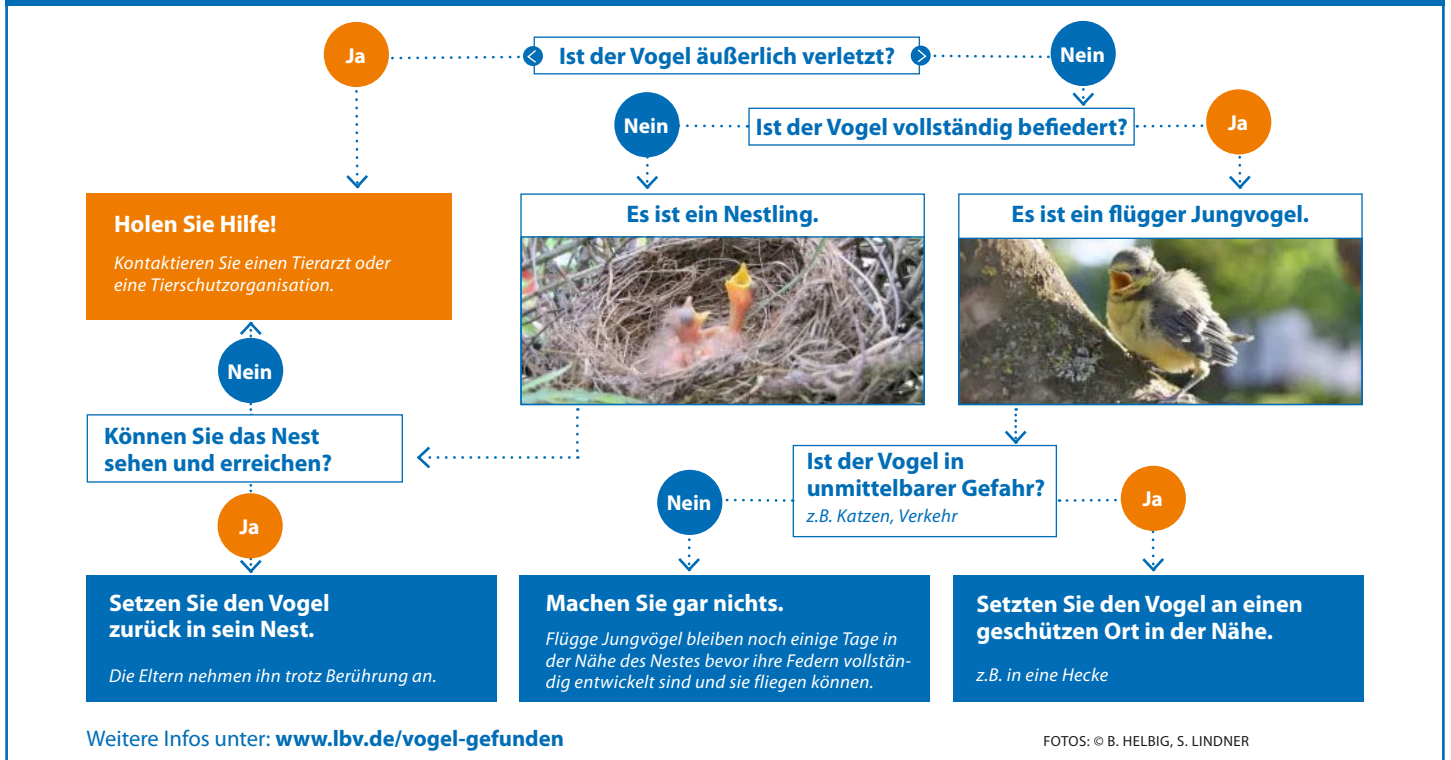 Ist der Vogel äußerlich verletzt?
Ja
Nein
Ist der Vogel vollständig befiedert?
Nein
Ja
Holen Sie Hilfe!
Kontaktieren Sie einen Tierarzt oder
eine Tierschutzorganisation.
Es ist ein Nestling.
Es ist ein flügger Jungvogel.
Nein
Können Sie das Nest
sehen und erreichen?
Ja
Ist der Vogel in
unmittelbarer Gefahr?
z.B. Katzen, Verkehr
Nein
Ja
Setzen Sie den Vogel
zurück in sein Nest.
Die Eltern nehmen ihn trotz Berührung an.
Machen Sie gar nichts.
Flügge Jungvögel bleiben noch einige Tage in
der Nähe des Nestes bevor ihre Federn vollstän-
dig entwickelt sind und sie fliegen können.
Setzten Sie den Vogel an einen
geschützen Ort in der Nähe.
z.B. in eine Hecke
Weitere Infos unter: www.lbv.de/vogel-gefunden
FOTOS: © B. HELBIG, S. LINDNER